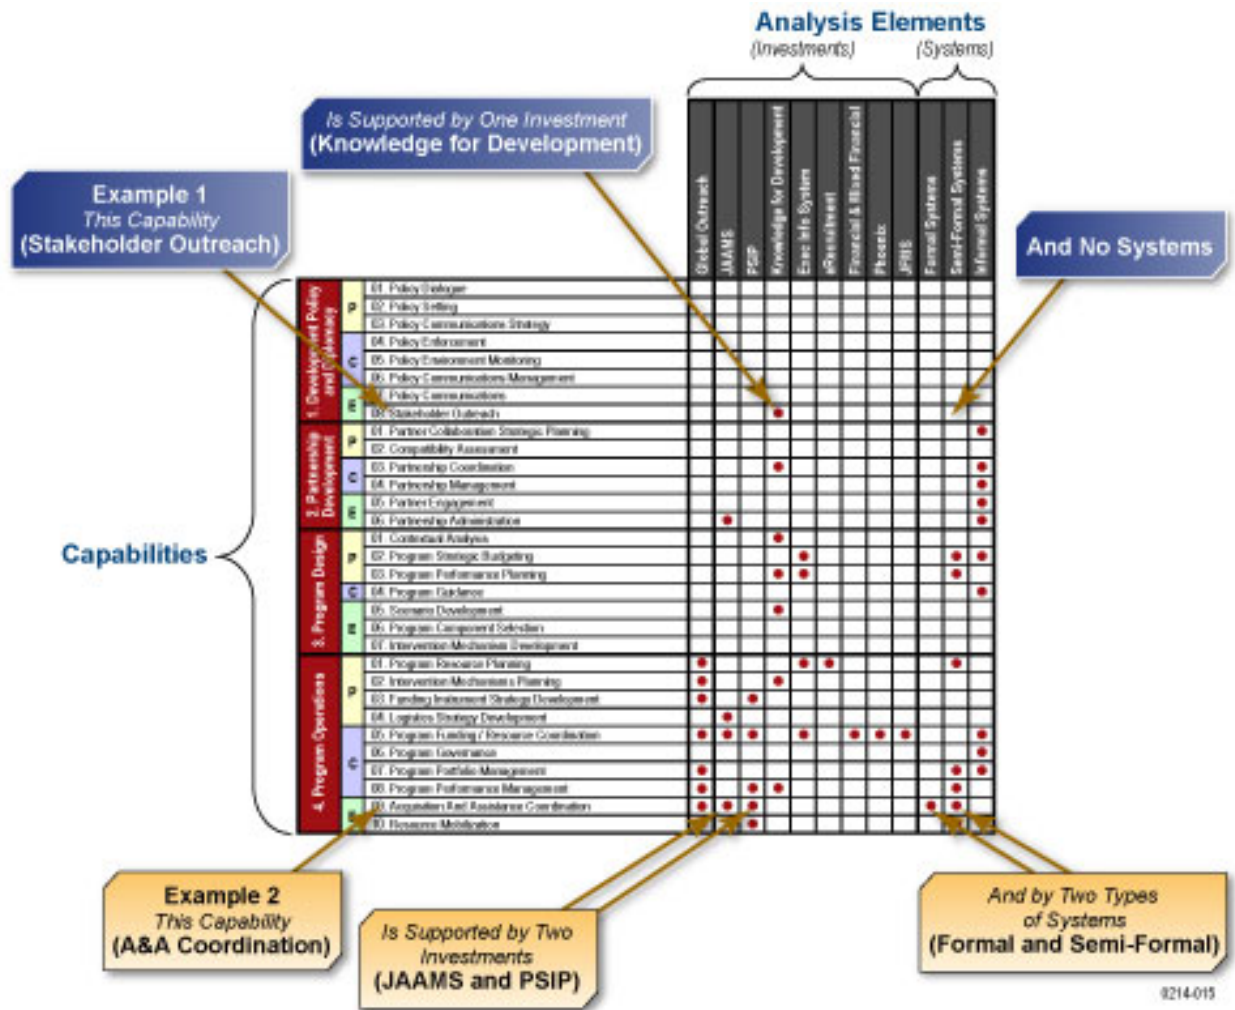 Analysis Elements
(Investments)
(Systems)
Is Supported by One Investment
(Knowledge for Development)
Example 1
This Capability
(Stakeholder Outreach)
And No Systems
Global Outreach
JAAMS
PSIP
Knowledge for Development
Exec Info System
eRecruitment
Financial & Mixed Financial
Phoenix
Formal Systems
Semi-Formal Systems
Informal Systems
Capabilities
1. Development Policy
and Diplomacy
P
01. Policy Dialogue
02. Policy Setting
03. Policy Communications Strategy
C
04. Policy Enforcement
05. Policy Environment Monitoring
06. Policy Communications Management
E
07. Policy Communications
08. Stakeholder Outreach
2. Partnership
Development
P
01. Partner Collaboration Strategic Planning
02. Compatibility Assessment
C
03. Partnership Coordination
04. Partnership Management
E
05. Partner Engagement
06. Partnership Administration
3. Program Design
P
01. Contextual Analysis
02. Program Strategic Budgeting
03. Program Performance Planning
C
04. Program Guidance
E
05. Scenario Development
06. Program Component Selection
07. Intervention Mechanism Development
4. Program Operations
P
01. Program Resource Planning
02. Intervention Mechanisms Planning
03. Funding Instrument Strategy Development
04. Logistics Strategy Development
C
05. Program Funding / Resource Coordination
06. Program Governance
07. Program Portfolio Management
08. Program Performance Management
E
09. Acquisition And Assistance Coordination
10. Resource Mobilization
Example 2
This Capability
(A&A Coordination)
Is Supported by Two
Investments
(JAAMS and PSIP)
And by Two Types
of Systems
(Formal and Semi-Formal)
0214-015